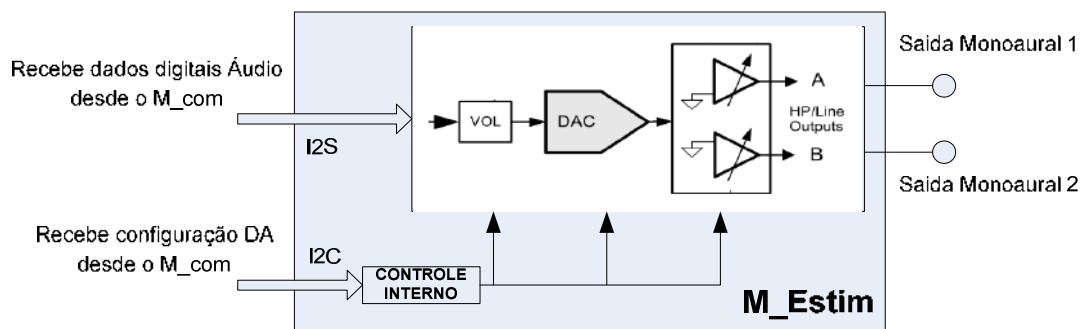 Recebe dados digitais Áudio
desde o M_com
I2S
VOL
DAC
A
HP/Line
Outputs
B
Saida Monoaural 1
Saida Monoaural 2
Recebe configuração DA
desde o M_com
I2C
CONTROLE
INTERNO
M_Estim